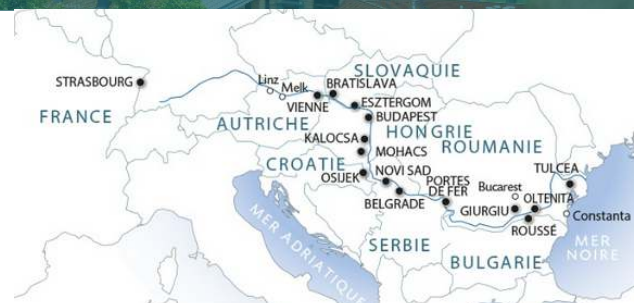 STRASBOURG
FRANCE
Linz
Melk
VIENNE
BRATISLAVA
SLOVAQUIE
ESZTERGOM
BUDAPEST
AUTRICHE
HONGRIE
KALOCSA
ROUMANIE
MOHACS
CROATIE
OSIJEK
NOVI SAD
BELGRADE
PORTES
DE FER
TULCEA
Bucarest
OLTENITA
GIURGIU
Constanta
ROUSSÉ
MER ADRIATIQUE
SERBIE
BULGARIE
MER
NOIRE